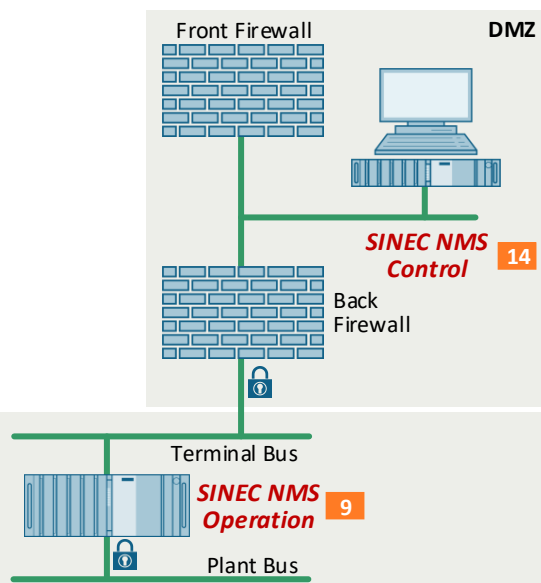 Front Firewall
DMZ
SINEC NMS
Control
14
Back
Firewall
Terminal Bus
SINEC NMS
Operation
9
Plant Bus